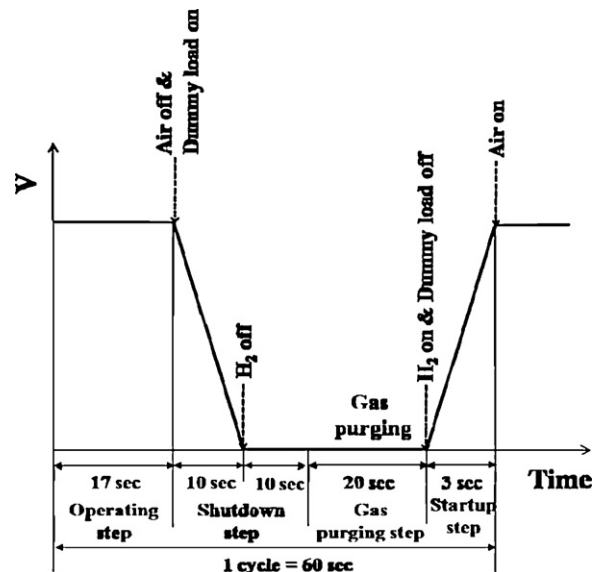 Air off &
Dummy load on
Air on
V
H₂ off
H₂ on & Dummy load off
Gas
purging
17 sec
10 sec
10 sec
20 sec
3 sec
Time
Operating
step
Shutdown
step
Gas
purging step
Startup
step
1 cycle = 60 sec